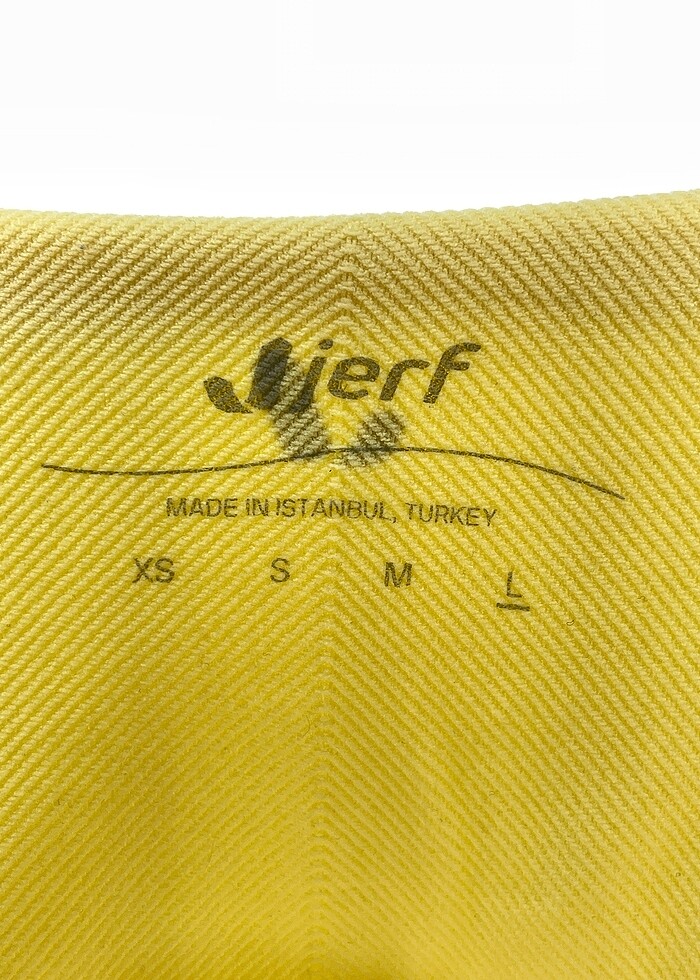 jerf
MADE IN ISTANBUL, TURKEY
XS S M L